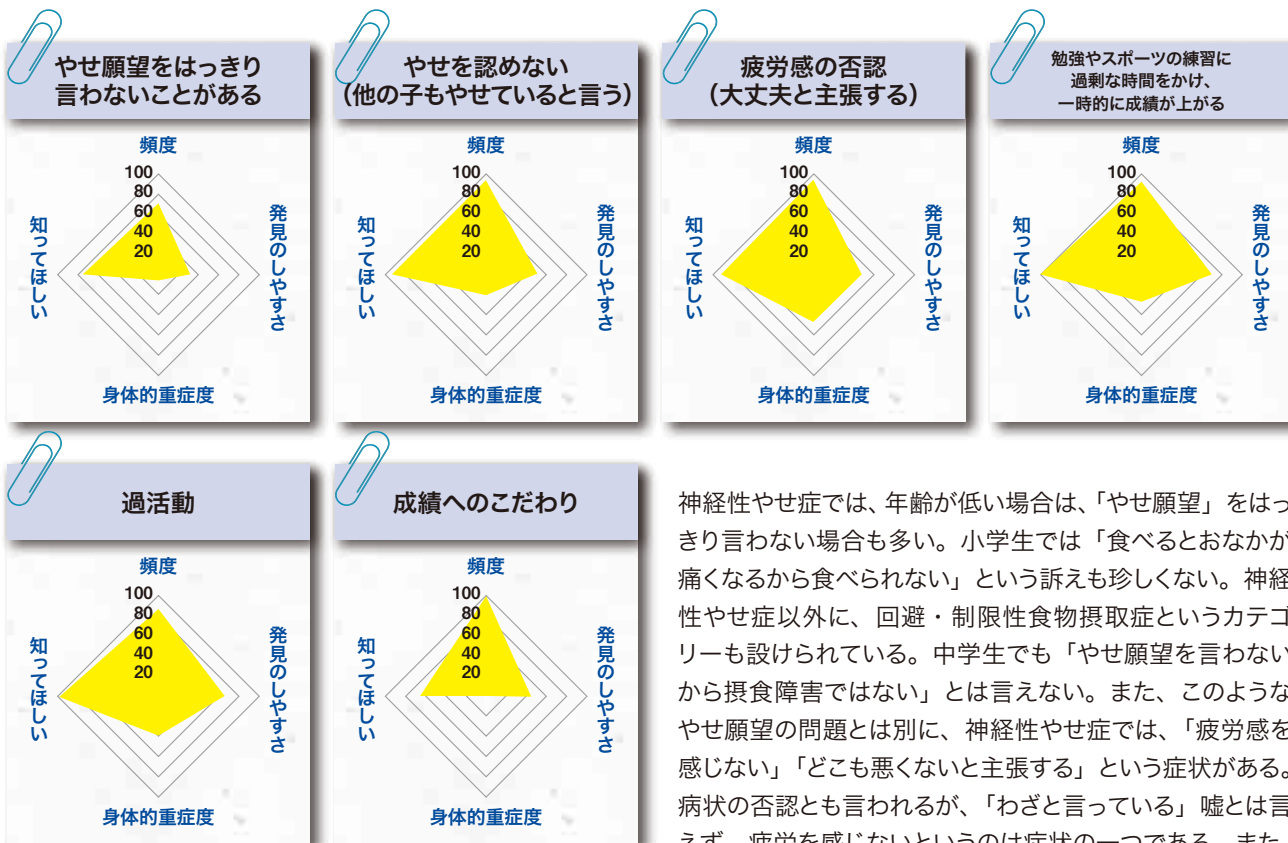 やせ願望をはっきり
言わないことがある
頻度
100
80
60
40
20
知ってほしい
発見のしやすさ
身体的重症度
やせを認めない
（他の子もやせていると言う）
頻度
100
80
60
40
20
知ってほしい
発見のしやすさ
身体的重症度
疲労感の否認
（大丈夫と主張する）
頻度
100
80
60
40
20
知ってほしい
発見のしやすさ
身体的重症度
勉強やスポーツの練習に
過剰な時間をかけ、
一時的に成績が上がる
頻度
100
80
60
40
20
知ってほしい
発見のしやすさ
身体的重症度
過活動
頻度
100
80
60
40
20
知ってほしい
発見のしやすさ
身体的重症度
成績へのこだわり
頻度
100
80
60
40
20
知ってほしい
発見のしやすさ
身体的重症度
神経性やせ症では、年齢が低い場合は、「やせ願望」をはっ
きり言わない場合も多い。小学生では「食べるとおなかが
痛くなるから食べられない」という訴えも珍しくない。神経
性やせ症以外に、回避・制限性食物摂取症というカテゴ
リーも設けられている。中学生でも「やせ願望を言わない
から摂食障害ではない」とは言えない。また、このような
やせ願望の問題とは別に、神経性やせ症では、「疲労感を
感じない」「どこも悪くないと主張する」という症状がある。
病状の否認とも言われるが、「わざと言っている」嘘とは言
えず、疲労を感じないというのは症状の一つである。また、